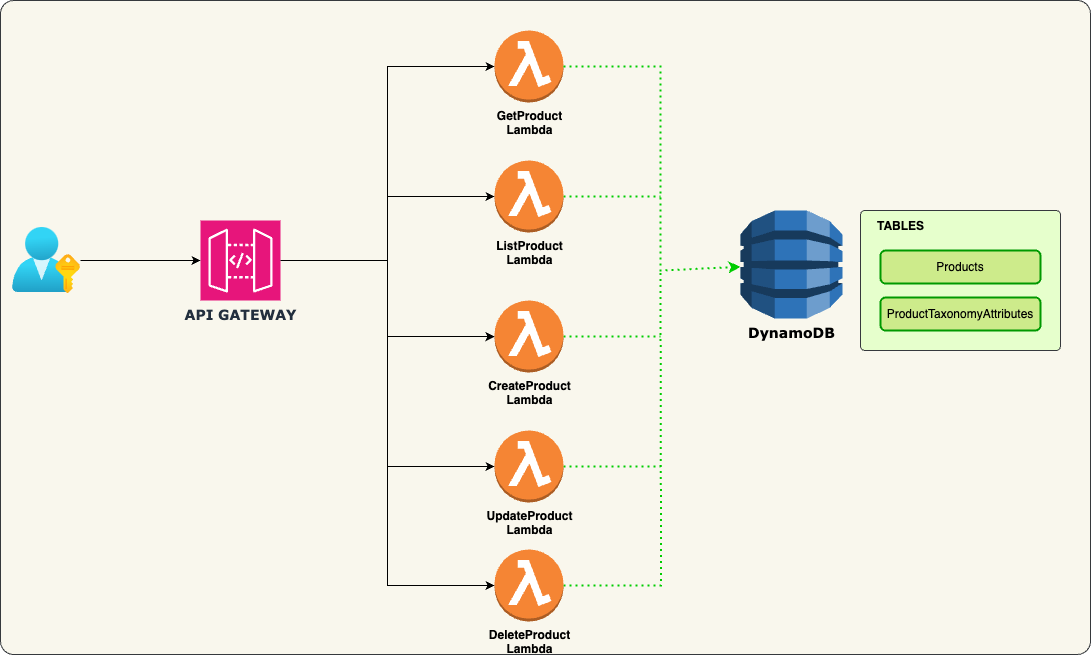 GetProduct
Lambda
ListProduct
Lambda
API GATEWAY
CreateProduct
Lambda
UpdateProduct
Lambda
DeleteProduct
Lambda
DynamoDB
TABLES
Products
ProductTaxonomyAttributes